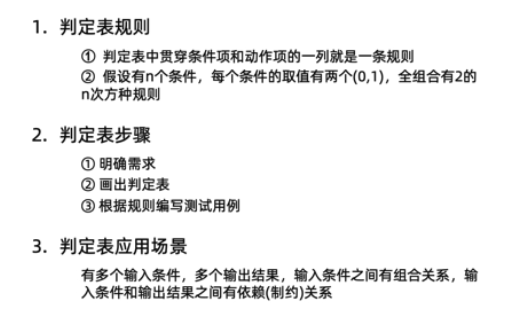 1. 判定表规则
① 判定表中贯穿条件项和动作项的一列就是一条规则
② 假设有n个条件，每个条件的取值有两个(0,1)，全组合有2的
n次方种规则
2. 判定表步骤
① 明确需求
② 画出判定表
③ 根据规则编写测试用例
3. 判定表应用场景
有多个输入条件，多个输出结果，输入条件之间有组合关系，输
入条件和输出结果之间有依赖(制约)关系